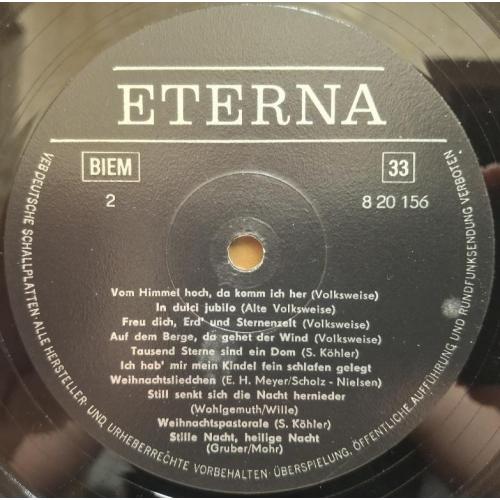 ETERNA
BIEM
33
2
8 20 156
Vom Himmel hoch, da komm ich her (Volksweise)
In dulci jubilo (Alte Volksweise)
Freu dich, Erd' und Sternenzelt (Volksweise)
Auf dem Berge, da gehet der Wind (Volksweise)
Tausend Sterne sind ein Dom (S. Köhler)
Ich hab' mir mein Kindel fein schlafen gelegt
Weihnachtsliedchen (E. H. Meyer/Scholz - Nielsen)
Still senkt sich die Nacht hernieder
(Wohlgemuth/Wille)
Weihnachtspastorale (S. Köhler)
Stille Nacht, heilige Nacht
(Gruber/Mohr)
VEB DEUTSCHE SCHALLPLATTEN · ALLE HERSTELLER- UND URHEBERRECHTE VORBEHALTEN · ÜBERSPIELUNG, ÖFFENTLICHE AUFFÜHRUNG UND RUNDFUNKSENDUNG VERBOTEN.